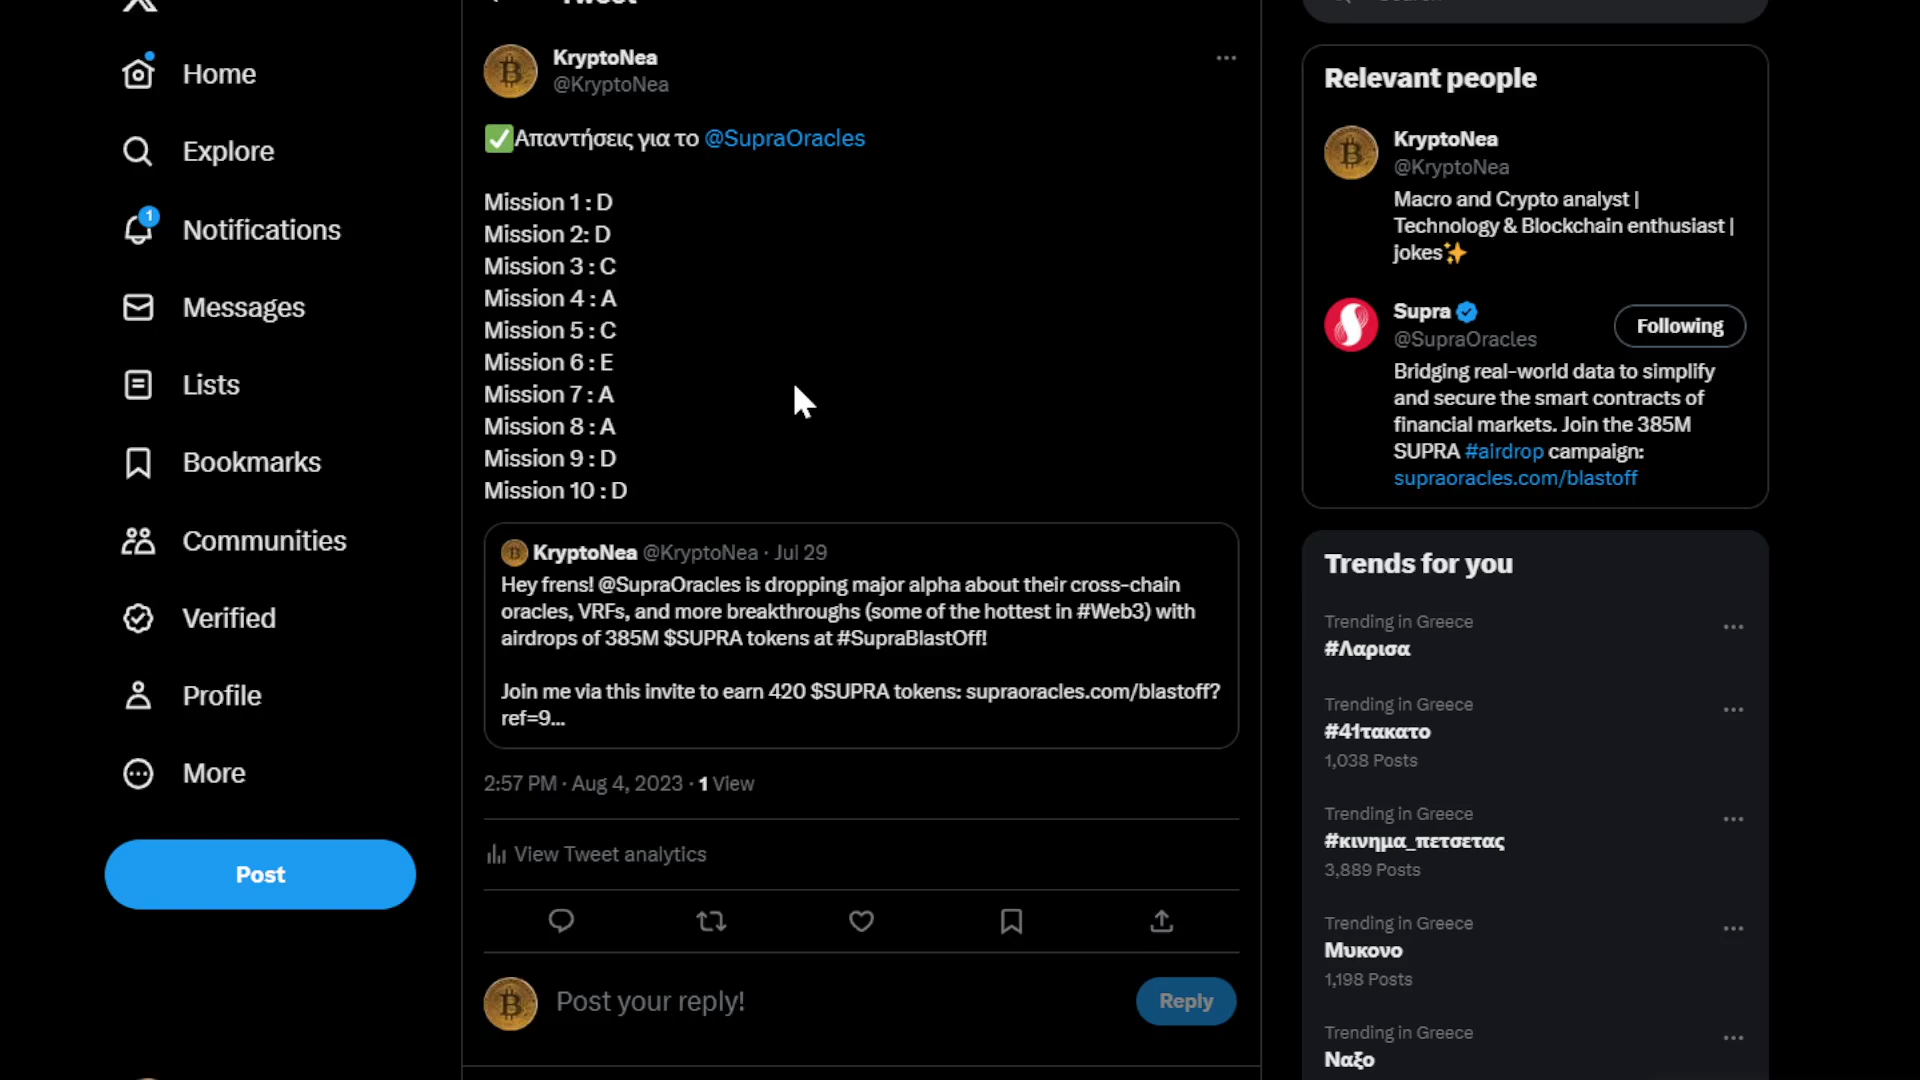 Tweet
Home
Explore
1
Notifications
Messages
Lists
Bookmarks
Communities
Verified
Profile
More
Post
KryptoNea
@KryptoNea
✅Απαντήσεις για το @SupraOracles
Mission 1 : D
Mission 2: D
Mission 3 : C
Mission 4 : A
Mission 5 : C
Mission 6 : E
Mission 7 : A
Mission 8 : A
Mission 9 : D
Mission 10 : D
KryptoNea @KryptoNea · Jul 29
Hey frens! @SupraOracles is dropping major alpha about their cross-chain
oracles, VRFs, and more breakthroughs (some of the hottest in #Web3) with
airdrops of 385M $SUPRA tokens at #SupraBlastOff!
Join me via this invite to earn 420 $SUPRA tokens: supraoracles.com/blastoff?
ref=9...
2:57 PM · Aug 4, 2023 · 1 View
View Tweet analytics
Post your reply!
Reply
Relevant people
KryptoNea
@KryptoNea
Macro and Crypto analyst |
Technology & Blockchain enthusiast |
jokes✨
Supra
@SupraOracles
Following
Bridging real-world data to simplify
and secure the smart contracts of
financial markets. Join the 385M
SUPRA #airdrop campaign:
supraoracles.com/blastoff
Trends for you
Trending in Greece
#Λαρισα
Trending in Greece
#41τακατο
1,038 Posts
Trending in Greece
#κινημα_πετσετας
3,889 Posts
Trending in Greece
Μυκονο
1,198 Posts
Trending in Greece
Ναξο